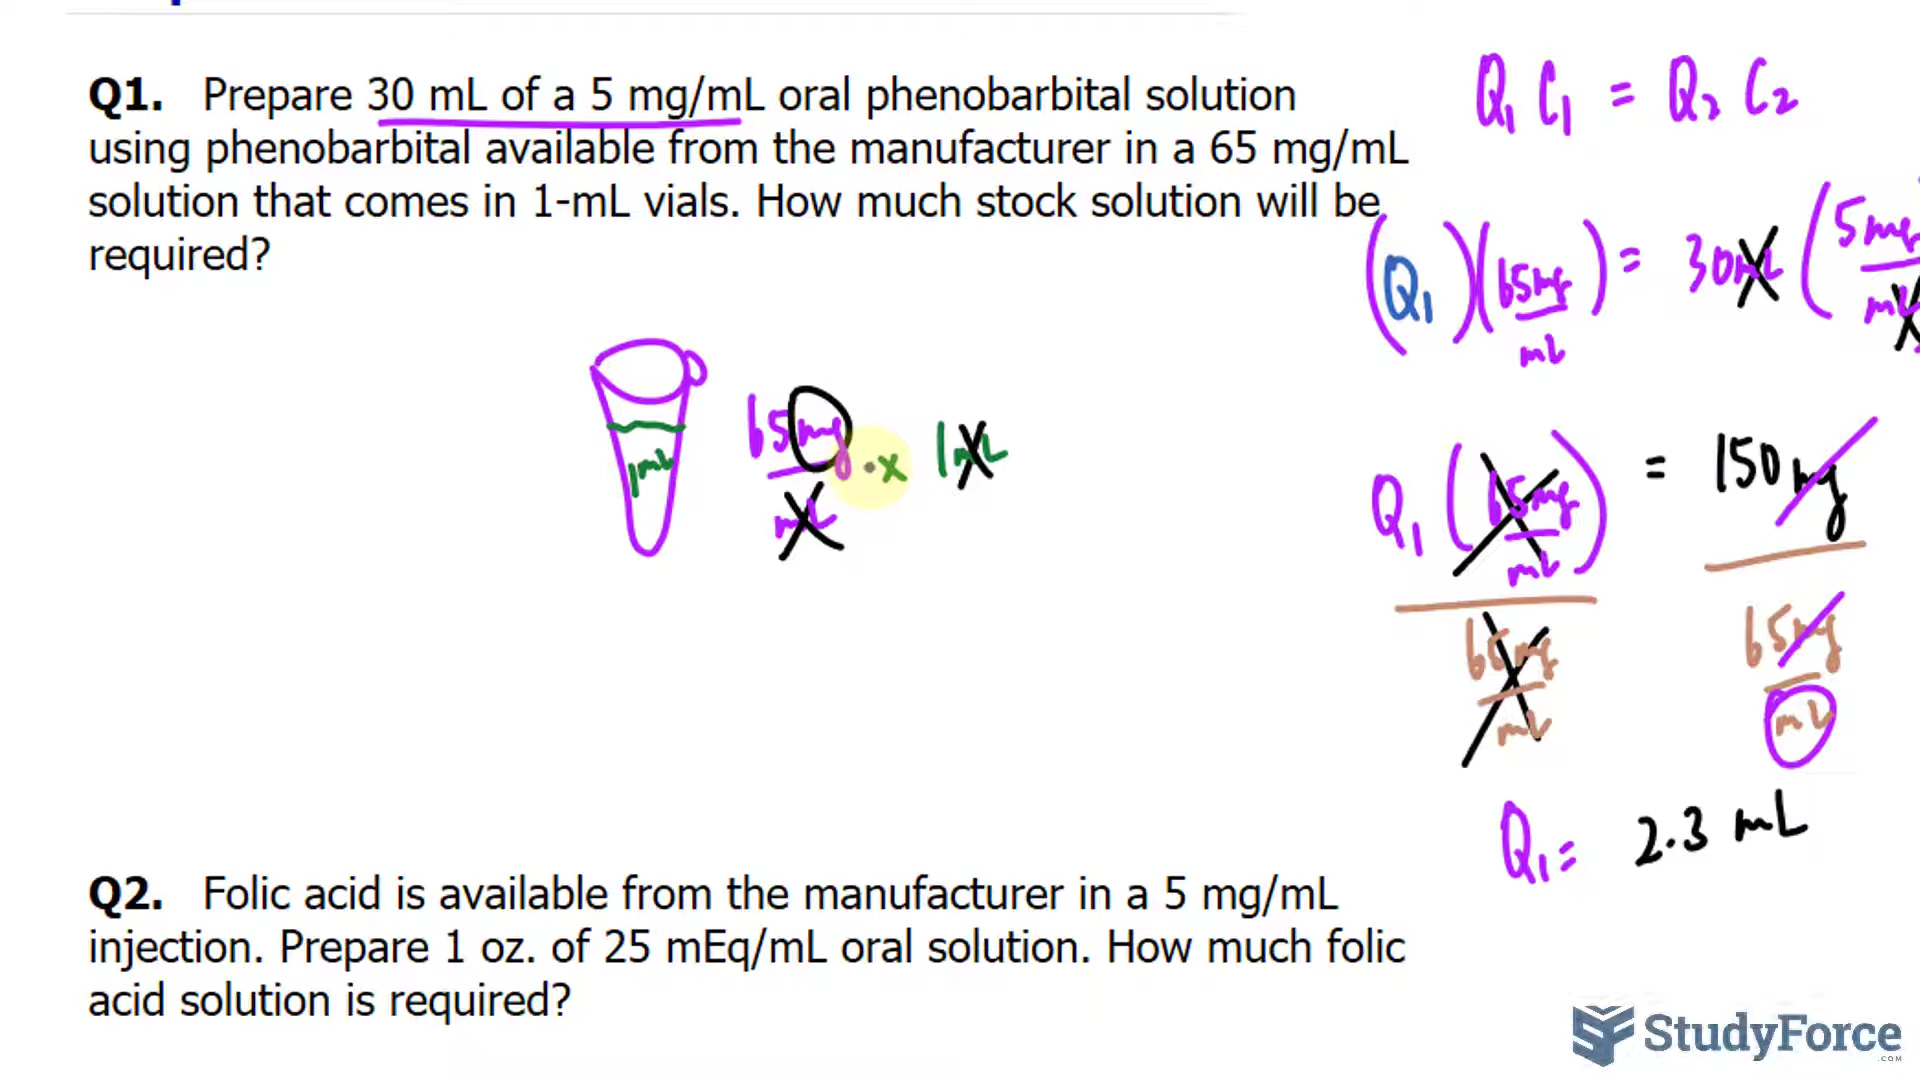 Q1. Prepare 30 mL of a 5 mg/mL oral phenobarbital solution
using phenobarbital available from the manufacturer in a 65 mg/mL
solution that comes in 1-mL vials. How much stock solution will be
required?
Q1 C1 = Q2 C2
(Q1)(65mg/mL) = 30mL (5mg/mL
1mL
65mg/mL · x 1mL
Q1 (65mg/mL) / 65mg/mL = 150mg / 65mg/mL
Q1 = 2.3 mL
Q2. Folic acid is available from the manufacturer in a 5 mg/mL
injection. Prepare 1 oz. of 25 mEq/mL oral solution. How much folic
acid solution is required?
StudyForce
.COM